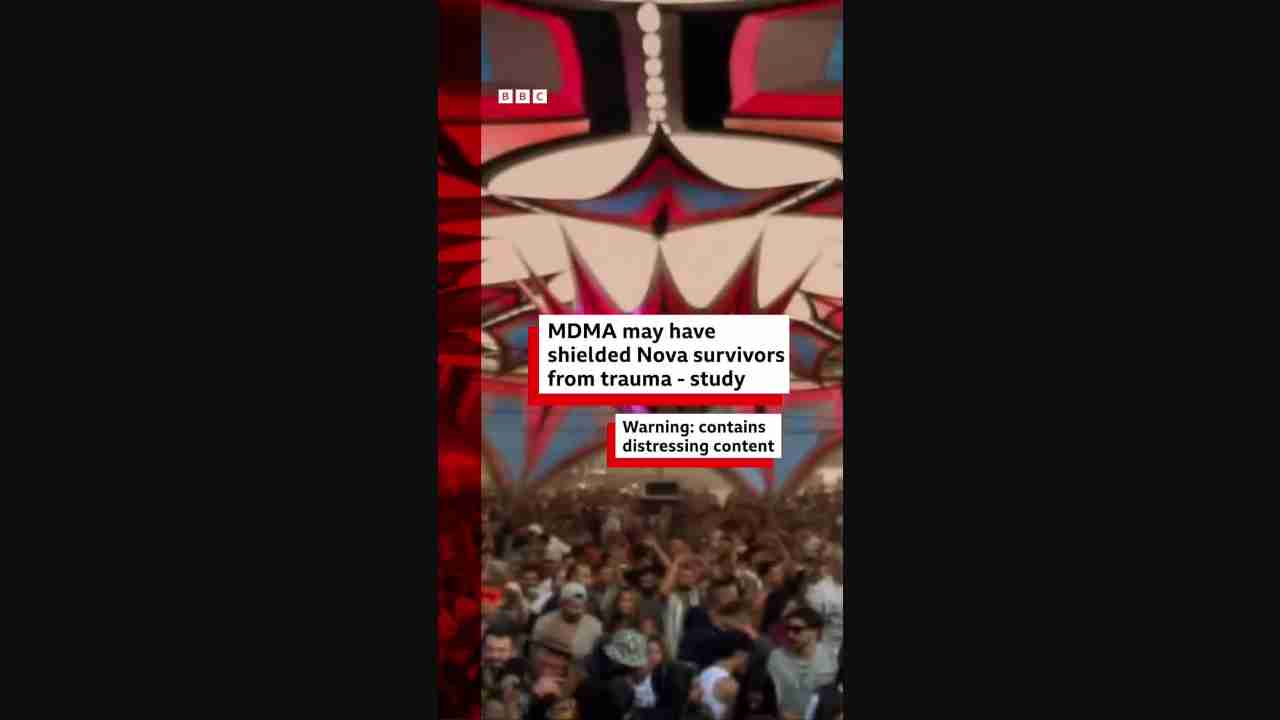 BBC
MDMA may have
shielded Nova survivors
from trauma - study
Warning: contains
distressing content